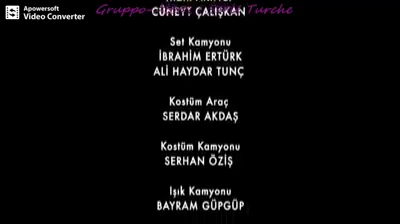 Apowersoft
Video Converter
CÜNEYT ÇALIŞKAN
Set Kamyonu
İBRAHİM ERTÜRK
ALİ HAYDAR TUNÇ
Kostüm Araç
SERDAR AKDAŞ
Kostüm Kamyonu
SERHAN ÖZİŞ
Işık Kamyonu
BAYRAM GÜPGÜP